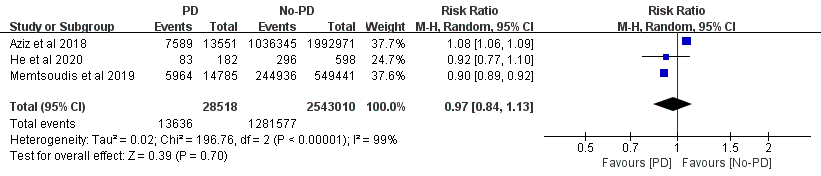 PD No-PD Risk Ratio Risk Ratio
Study or Subgroup Events Total Events Total Weight M-H, Random, 95% CI M-H, Random, 95% CI
Aziz et al 2018 7589 13551 1036345 1992971 37.7% 1.08 [1.06, 1.09]
He et al 2020 83 182 296 598 24.7% 0.92 [0.77, 1.10]
Memtsoudis et al 2019 5964 14785 244936 549441 37.6% 0.90 [0.89, 0.92]
Total (95% CI) 28518 2543010 100.0% 0.97 [0.84, 1.13]
Total events 13636 1281577
Heterogeneity: Tau² = 0.02; Chi² = 196.76, df = 2 (P < 0.00001); I² = 99%
Test for overall effect: Z = 0.39 (P = 0.70)
0.5 0.7 1 1.5 2
Favours [PD] Favours [No-PD]